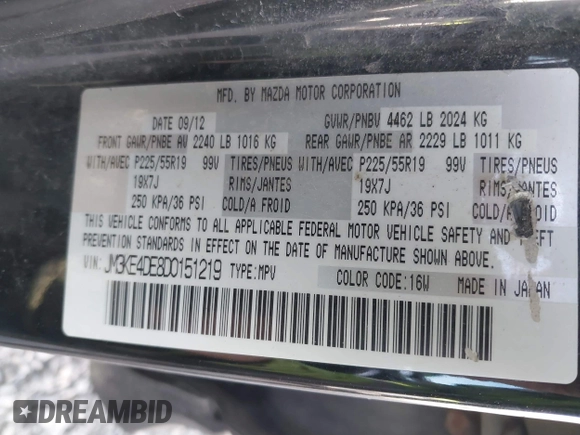 MFD. BY MAZDA MOTOR CORPORATION
DATE 09/12 GVWR/PNBV 4462 LB 2024 KG
FRONT GAWR/PNBE AV 2240 LB 1016 KG REAR GAWR/PNBE AR 2229 LB 1011 KG
WITH/AVEC P225/55R19 99V TIRES/PNEUS WITH/AVEC P225/55R19 99V TIRES/PNEUS
19X7J RIMS/JANTES 19X7J RIMS/JANTES
250 KPA/36 PSI COLD/A FROID 250 KPA/36 PSI COLD/A FROID
THIS VEHICLE CONFORMS TO ALL APPLICABLE FEDERAL MOTOR VEHICLE SAFETY AND THEFT
PREVENTION STANDARDS IN EFFECT ON THE DATE OF MANUFACTURE SHOWN ABOVE.
VIN: JM3KE4DE8D0151219 TYPE:MPV COLOR CODE:16W MADE IN JAPAN
DREAMBID